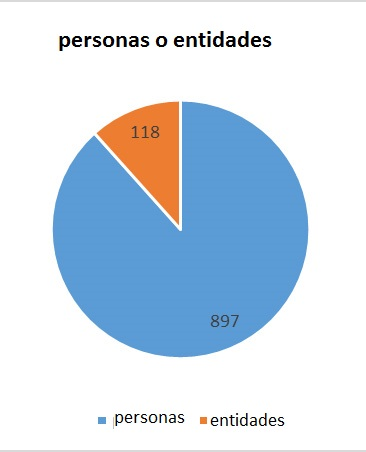 personas o entidades
118
897
personas entidades